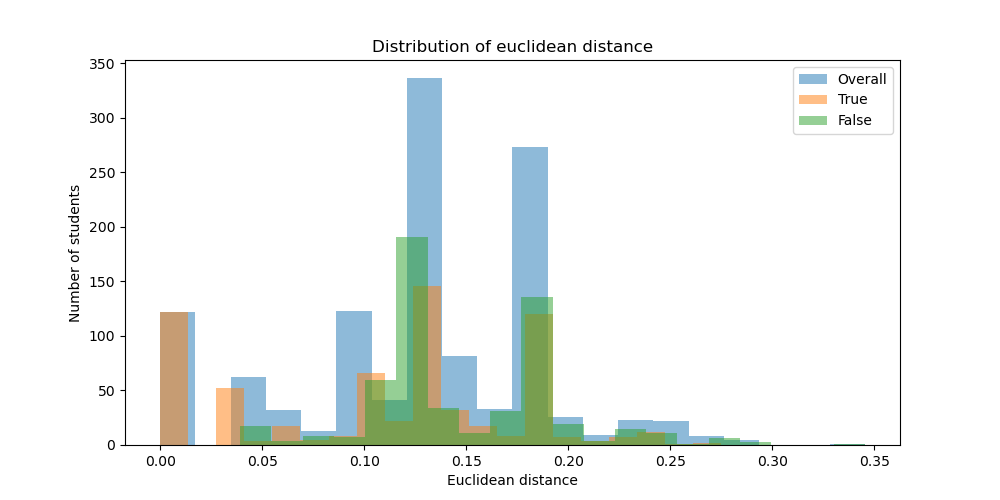 Distribution of euclidean distance
350
300
250
200
150
100
50
0
Number of students
Overall
True
False
0.00 0.05 0.10 0.15 0.20 0.25 0.30 0.35
Euclidean distance